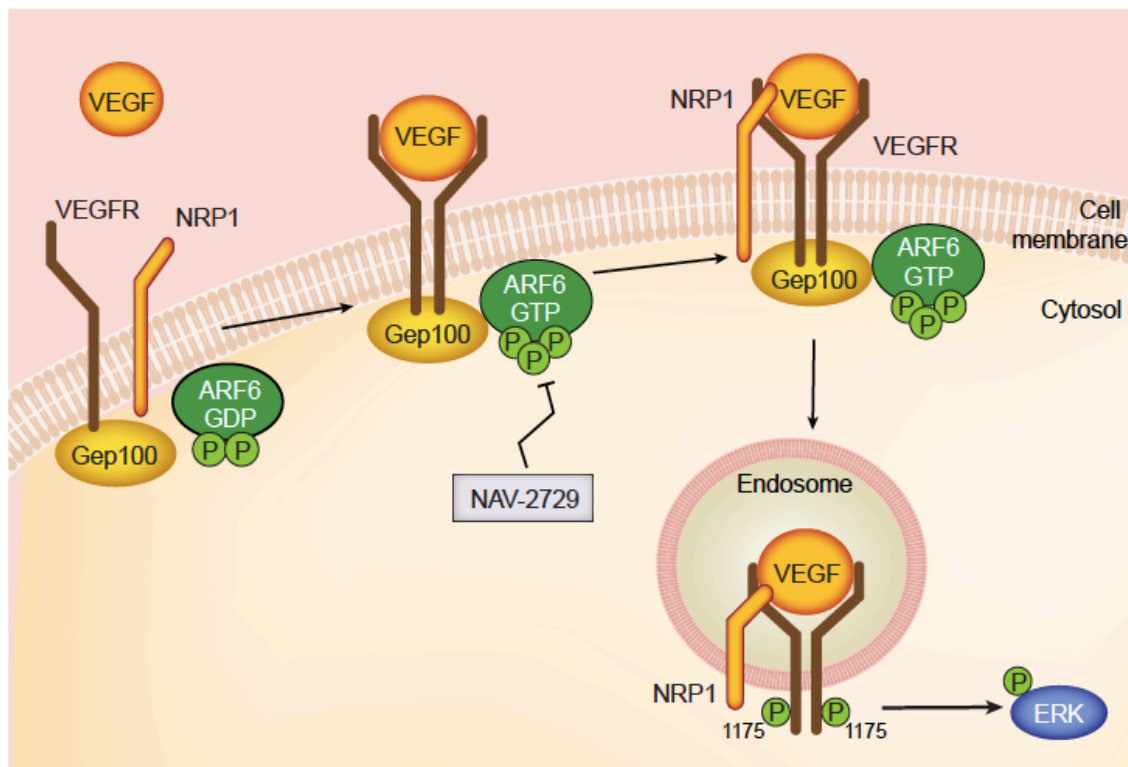 VEGF
VEGFR
NRP1
Gep100
ARF6
GDP
P P
VEGF
Gep100
ARF6
GTP
P P
P
NAV-2729
NRP1
VEGF
VEGFR
Gep100
ARF6
GTP
P P
P
Cell
membrane
Cytosol
Endosome
VEGF
NRP1
1175
P
P
1175
P
ERK